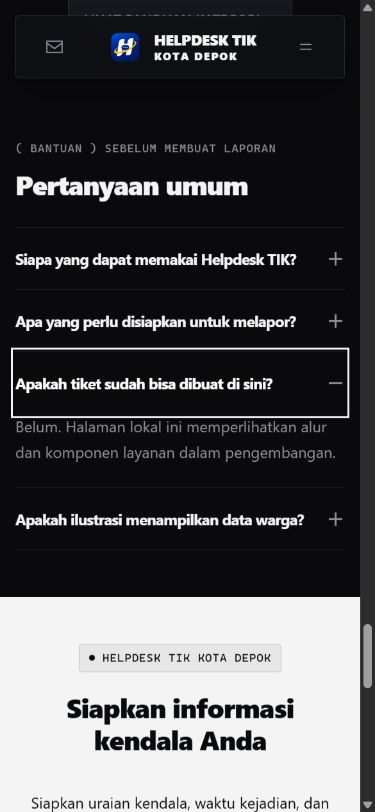 HELPDESK TIK
KOTA DEPOK
( BANTUAN ) SEBELUM MEMBUAT LAPORAN
Pertanyaan umum
Siapa yang dapat memakai Helpdesk TIK?
Apa yang perlu disiapkan untuk melapor?
Apakah tiket sudah bisa dibuat di sini?
Belum. Halaman lokal ini memperlihatkan alur
dan komponen layanan dalam pengembangan.
Apakah ilustrasi menampilkan data warga?
HELPDESK TIK KOTA DEPOK
Siapkan informasi
kendala Anda
Siapkan uraian kendala, waktu kejadian, dan